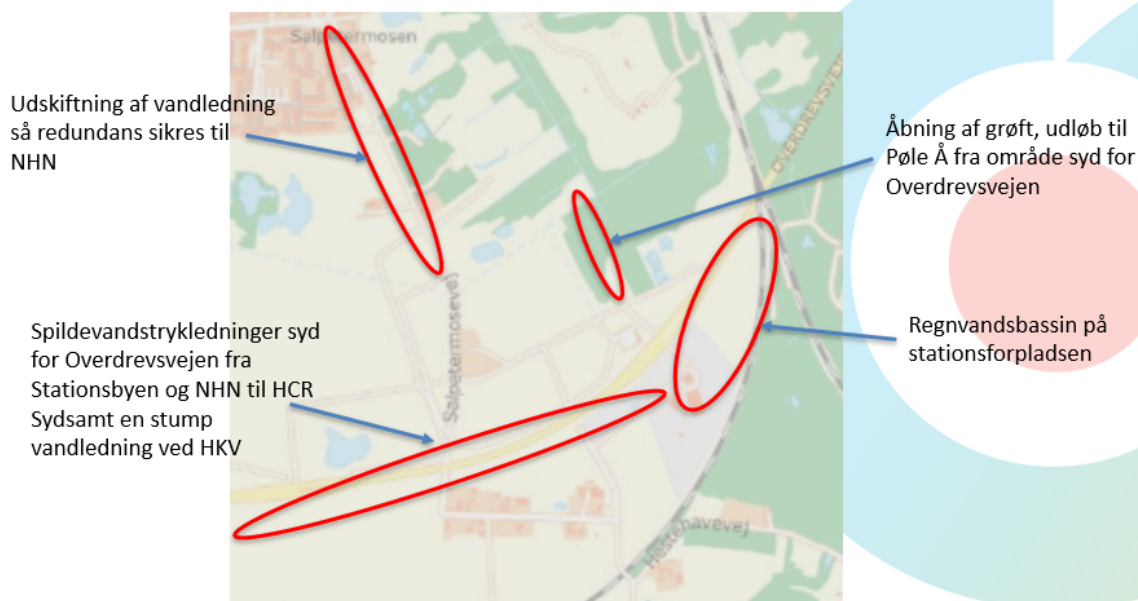 Salpetermosen
Udskiftning af vandledning
så redundans sikres til
NHN
OVERDREVSVEJEN
Åbning af grøft, udløb til
Pøle Å fra område syd for
Overdrevsvejen
Salpetermosevej
Spildevandstrykledninger syd
for Overdrevsvejen fra
Stationsbyen og NHN til HCR
Sydsamt en stump
vandledning ved HKV
Regnvandsbassin på
stationsforpladsen
Hestehavevej